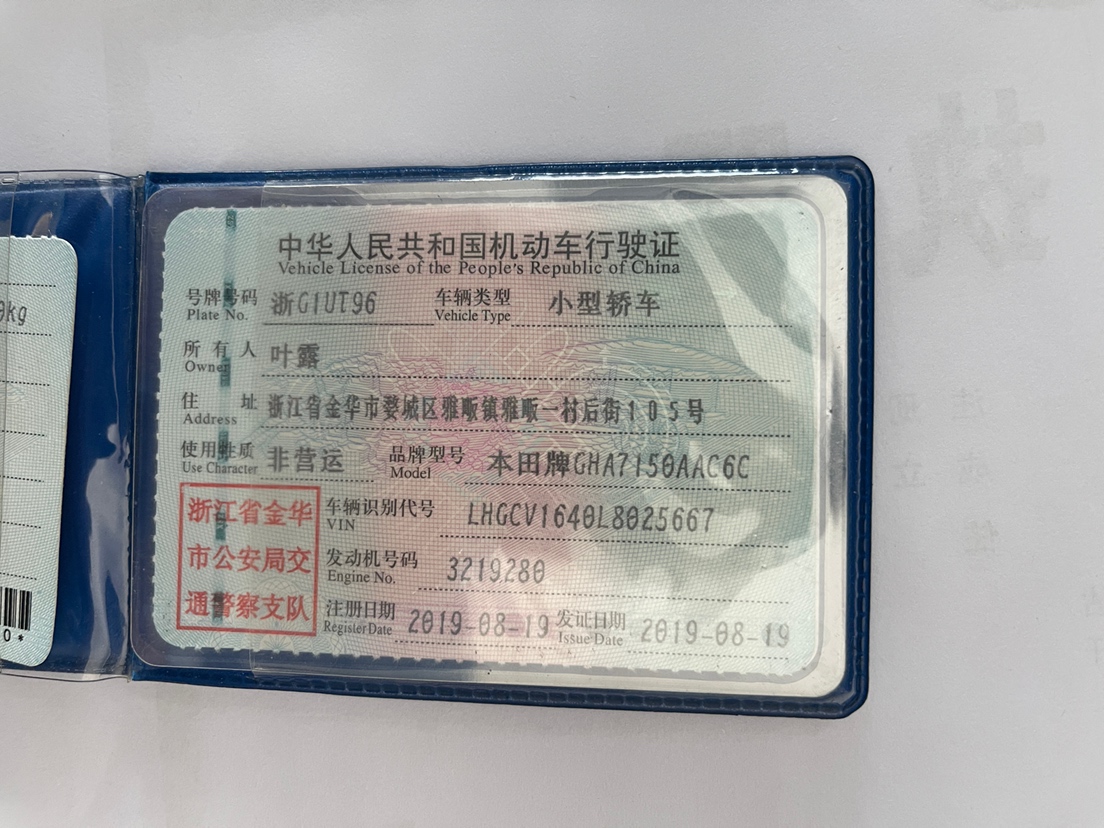 中华人民共和国机动车行驶证
Vehicle License of the People's Republic of China
号牌号码 浙G1UT96 车辆类型 小型轿车
Plate No. Vehicle Type
所有人 叶露
Owner
住址 浙江省金华市婺城区雅畈镇雅畈一村后街105号
Address
使用性质 非营运 品牌型号 本田牌GHA7150AAC6C
Use Character Model
浙江省金华市公安局交通警察支队
车辆识别代号 LHGCV1640L8025667
VIN
发动机号码 3219280
Engine No.
注册日期 2019-08-19 发证日期 2019-08-19
Register Date Issue Date
kg
0*